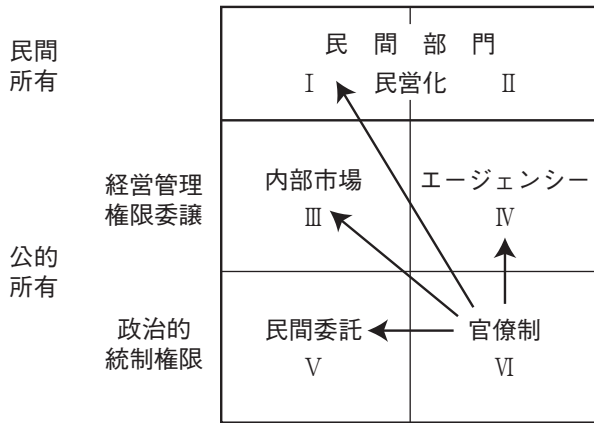 民間
所有
民間部門
Ⅰ 民営化 Ⅱ
経営管理
権限委譲
内部市場
Ⅲ
エージェンシー
Ⅳ
公的
所有
政治的
統制権限
民間委託
Ⅴ
官僚制
Ⅵ